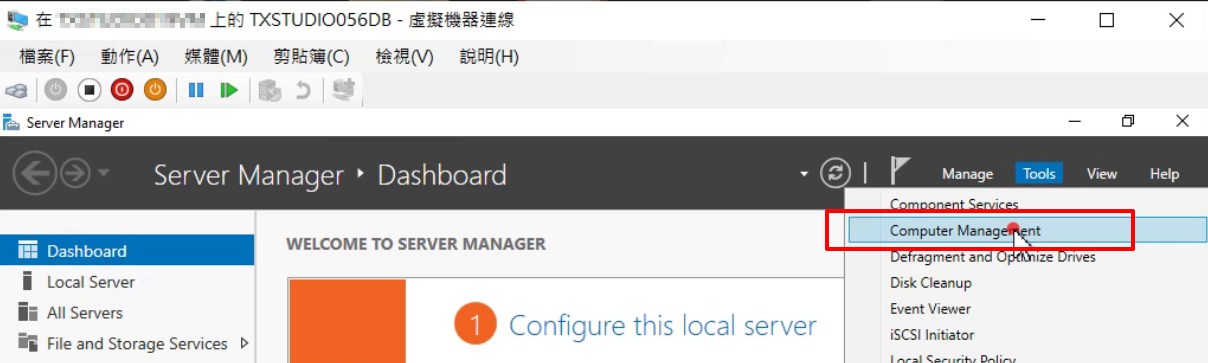 在 上的 TXSTUDIO056DB - 虛擬機器連線
檔案(F) 動作(A) 媒體(M) 剪貼簿(C) 檢視(V) 說明(H)
Server Manager
Server Manager ‣ Dashboard
Manage Tools View Help
Component Services
Computer Management
Defragment and Optimize Drives
Disk Cleanup
Event Viewer
iSCSI Initiator
Local Security Policy
Dashboard
Local Server
All Servers
File and Storage Services
WELCOME TO SERVER MANAGER
1 Configure this local server